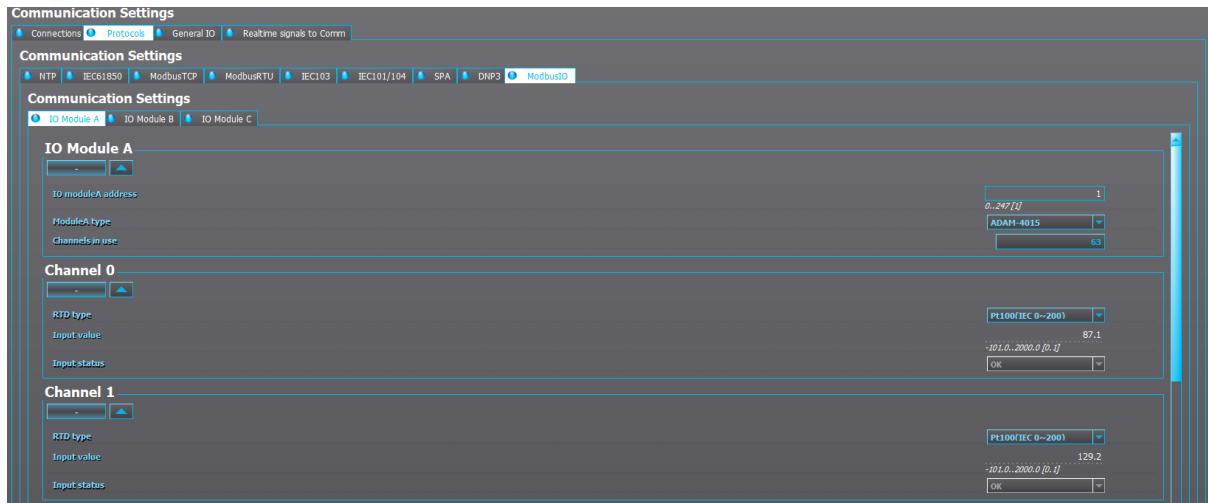 Communication Settings
Connections Protocols General IO Realtime signals to Comm
Communication Settings
NTP IEC61850 ModbusTCP ModbusRTU IEC103 IEC101/104 SPA DNP3 ModbusIO
Communication Settings
IO Module A IO Module B IO Module C
IO Module A
-
IO moduleA address 1
0..247 [1]
ModuleA type ADAM-4015
Channels in use 63
Channel 0
-
RTD type Pt100(IEC 0~200)
Input value 87.1
-101.0..2000.0 [0.1]
Input status OK
Channel 1
-
RTD type Pt100(IEC 0~200)
Input value 129.2
-101.0..2000.0 [0.1]
Input status OK